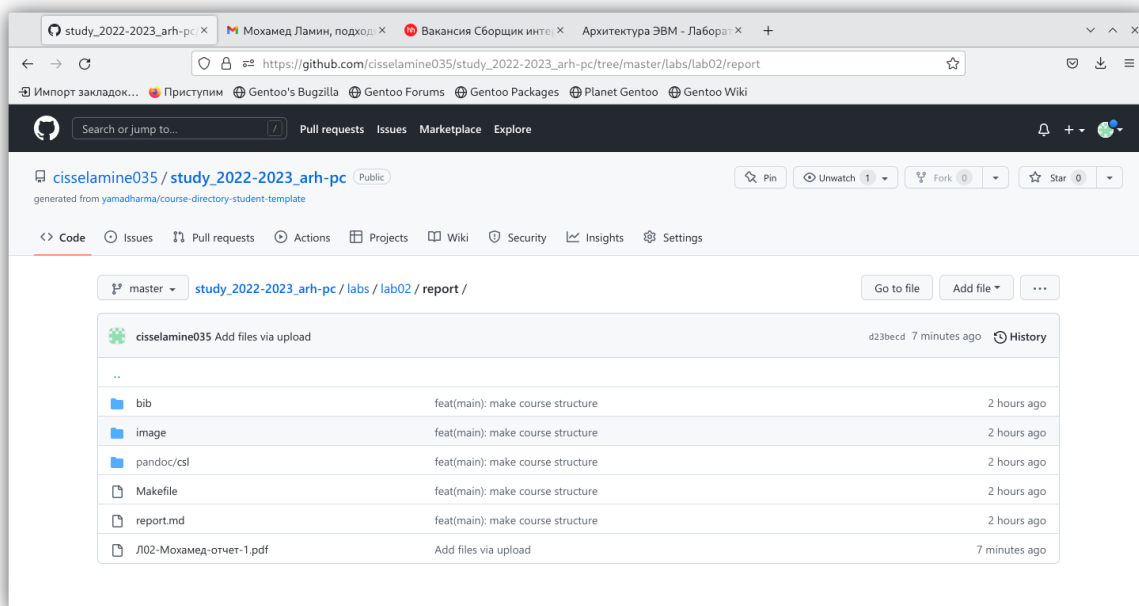 study_2022-2023_arh-pc
Мохамед Ламин, подход
Вакансия Сборщик интер
Архитектура ЭВМ - Лаборат
https://github.com/cisselamine035/study_2022-2023_arh-pc/tree/master/labs/lab02/report
Импорт закладок… Приступим Gentoo's Bugzilla Gentoo Forums Gentoo Packages Planet Gentoo Gentoo Wiki
Search or jump to... / Pull requests Issues Marketplace Explore
cisselamine035 / study_2022-2023_arh-pc Public Pin Unwatch 1 Fork 0 Star 0
generated from yamadharma/course-directory-student-template
<> Code Issues Pull requests Actions Projects Wiki Security Insights Settings
master study_2022-2023_arh-pc / labs / lab02 / report / Go to file Add file ...
cisselamine035 Add files via upload d23becd 7 minutes ago History
..
bib feat(main): make course structure 2 hours ago
image feat(main): make course structure 2 hours ago
pandoc/csl feat(main): make course structure 2 hours ago
Makefile feat(main): make course structure 2 hours ago
report.md feat(main): make course structure 2 hours ago
Л02-Мохамед-отчет-1.pdf Add files via upload 7 minutes ago